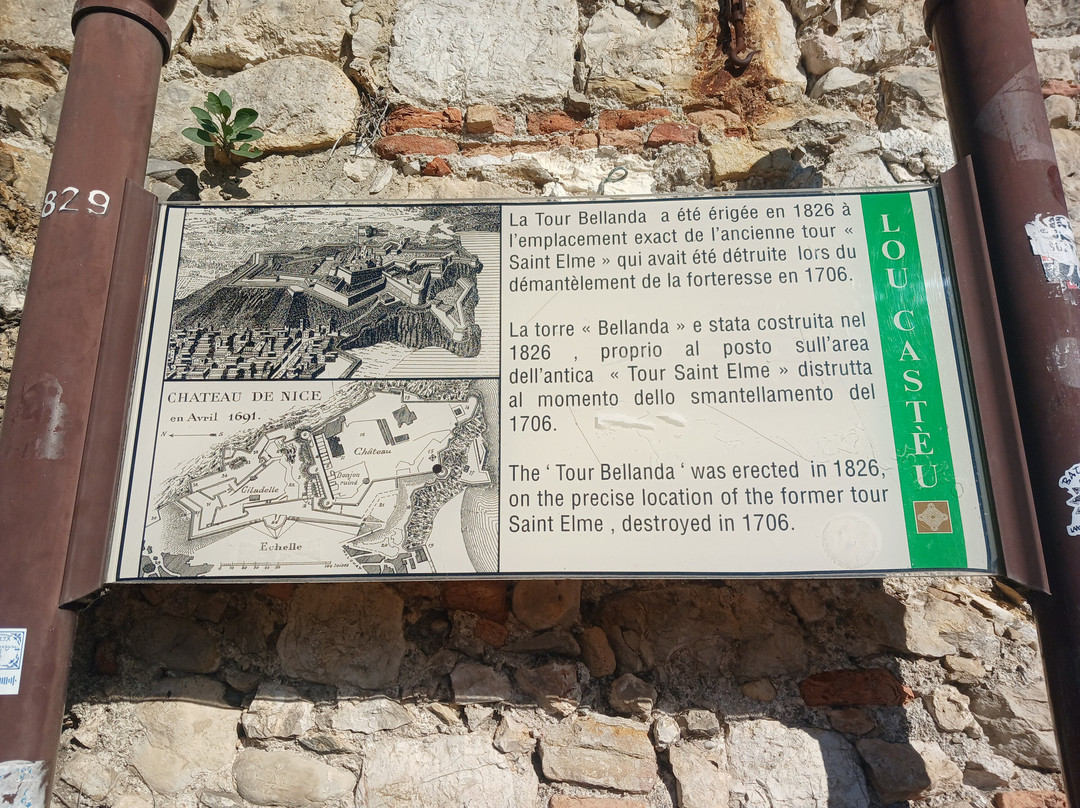 829
La Tour Bellanda a été érigée en 1826 à
l'emplacement exact de l'ancienne tour «
Saint Elme » qui avait été détruite lors du
démantèlement de la forteresse en 1706.
La torre « Bellanda » e stata costruita nel
1826 , proprio al posto sull'area
dell'antica « Tour Saint Elme » distrutta
al momento dello smantellamento del
1706.
The ' Tour Bellanda ' was erected in 1826,
on the precise location of the former tour
Saint Elme , destroyed in 1706.
LOU CASTÈU
CHATEAU DE NICE
en Avril 1691.
N
Château
Donjon
ruiné
Citadelle
Echelle